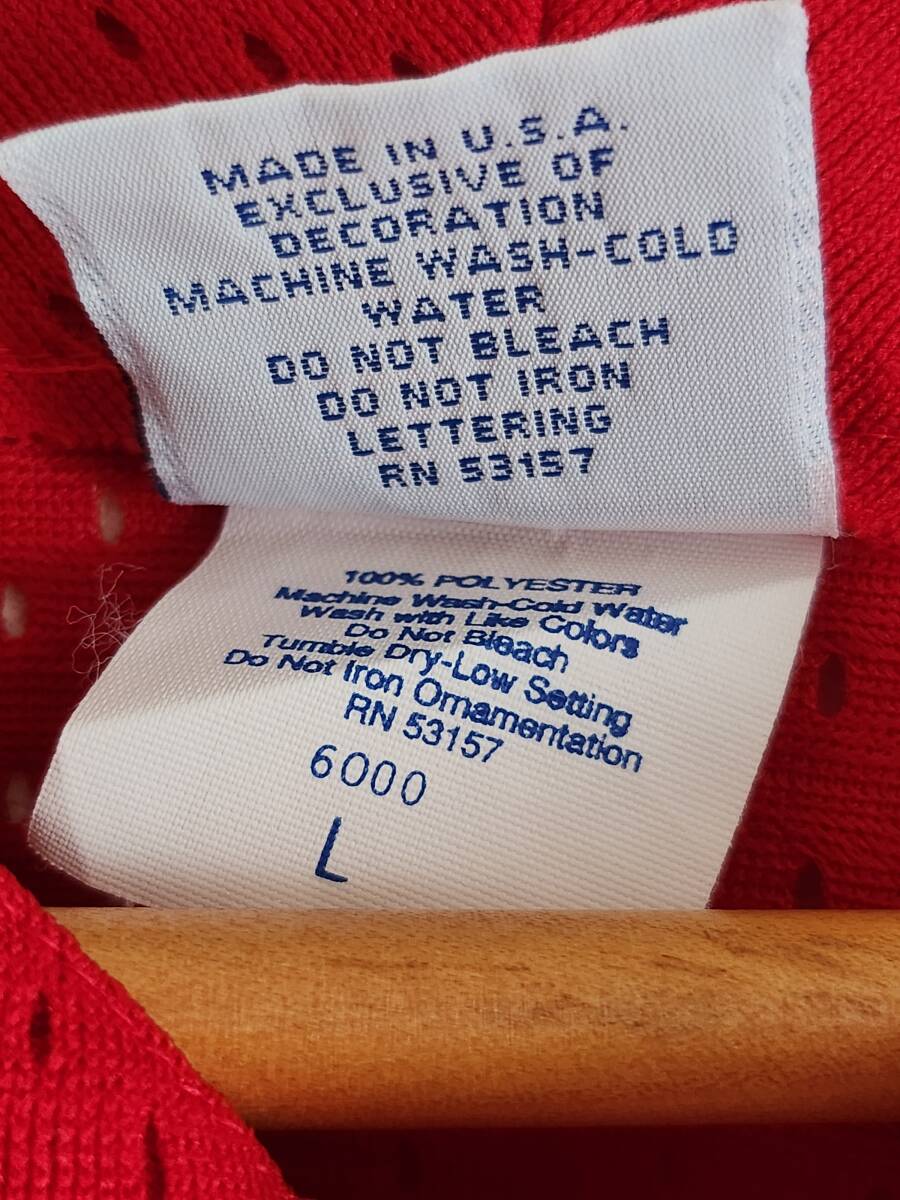 MADE IN U.S.A.
EXCLUSIVE OF
DECORATION
MACHINE WASH-COLD
WATER
DO NOT BLEACH
DO NOT IRON
LETTERING
RN 53157
100% POLYESTER
Machine Wash-Cold Water
Wash with Like Colors
Do Not Bleach
Tumble Dry-Low Setting
Do Not Iron Ornamentation
RN 53157
6000
L